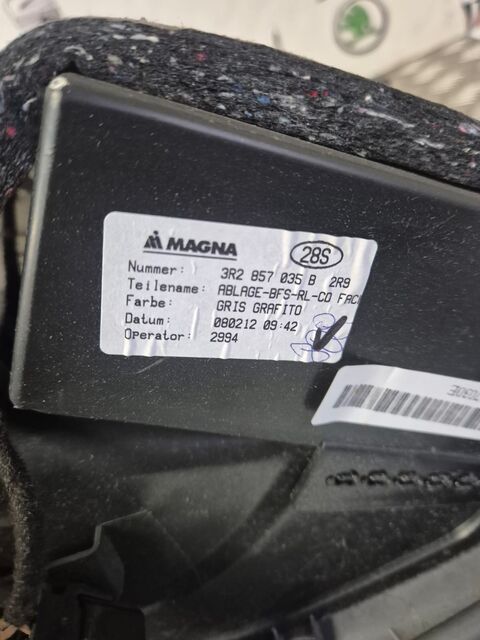 MAGNA
28S
Nummer: 3R2 857 035 B 2R9
Teilename: ABLAGE-BFS-RL-CO FAC
Farbe: GRIS GRAFITO
Datum: 080212 09:42
Operator: 2994